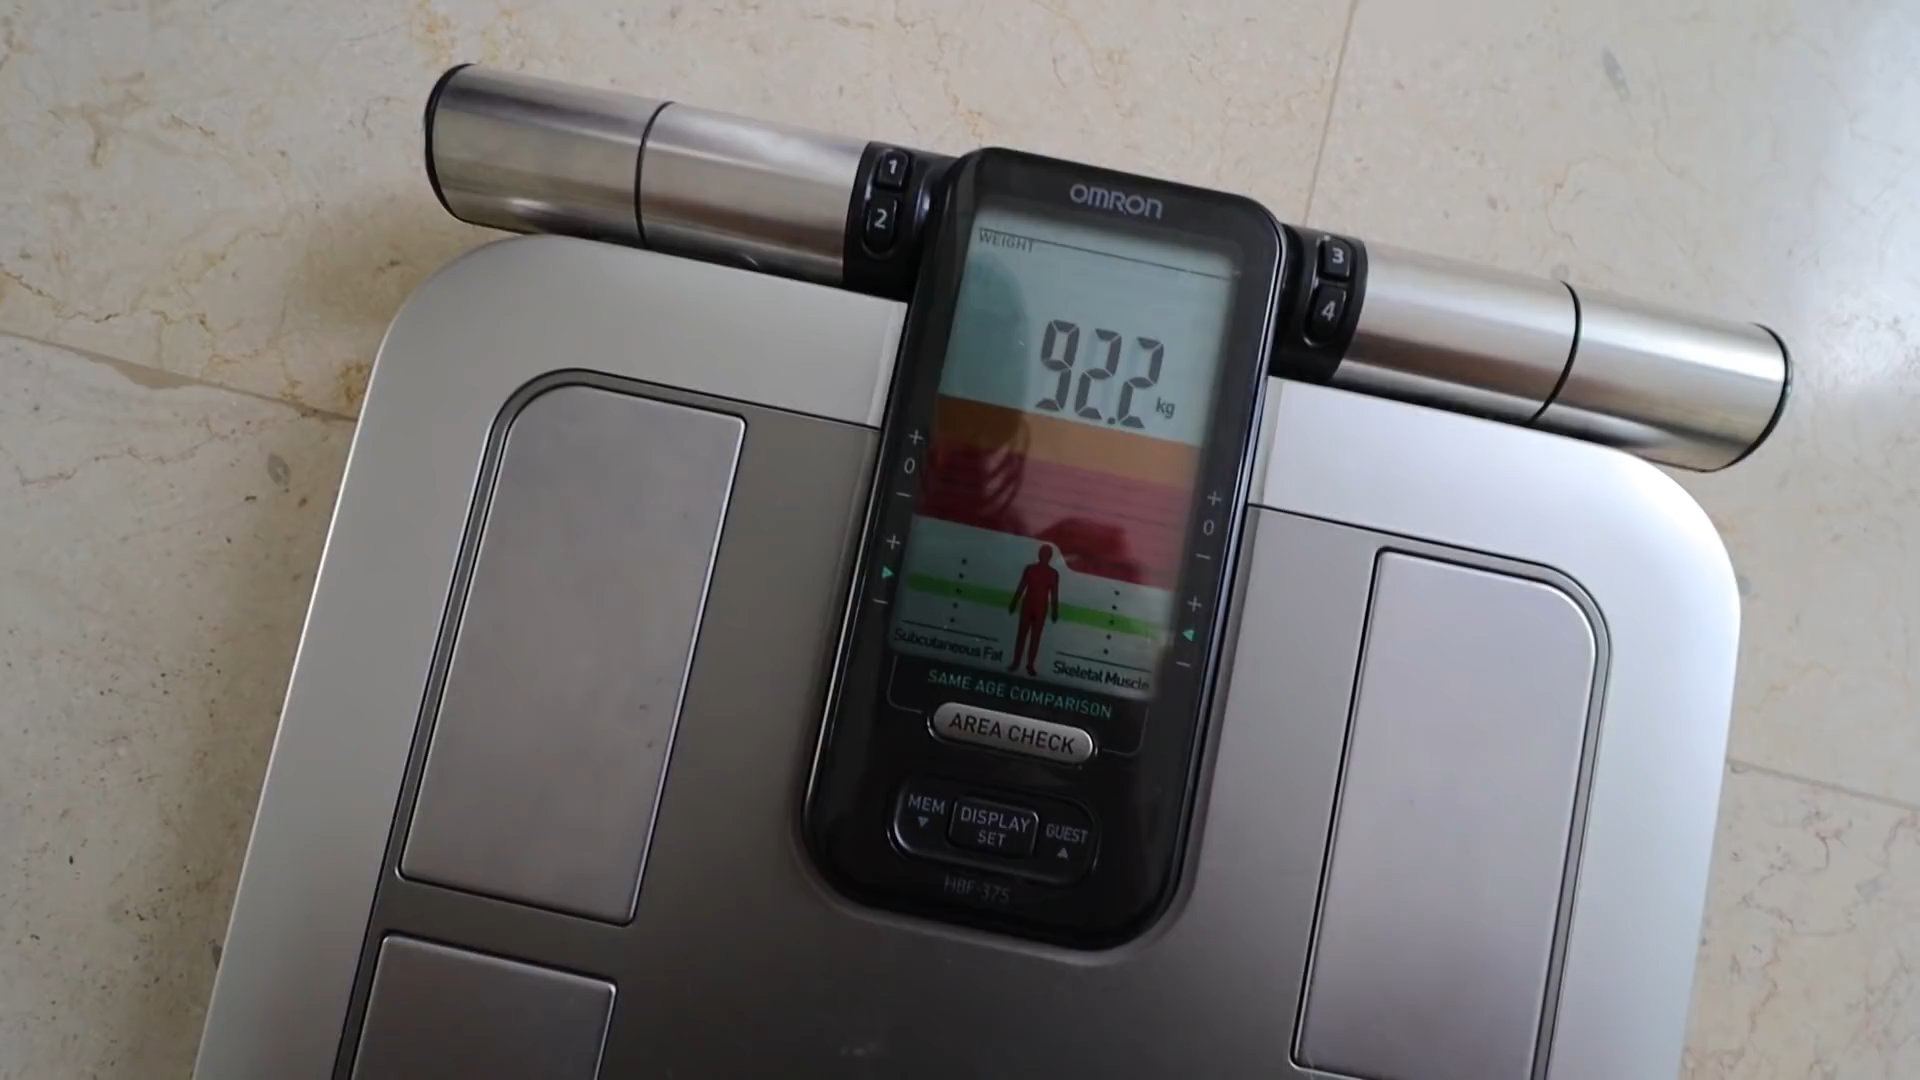 OMRON
1
2
3
4
WEIGHT
92.2 kg
+
0
−
+
−
+
0
−
+
−
Subcutaneous Fat
Skeletal Muscle
SAME AGE COMPARISON
AREA CHECK
MEM
DISPLAY
SET
GUEST
HBF-375